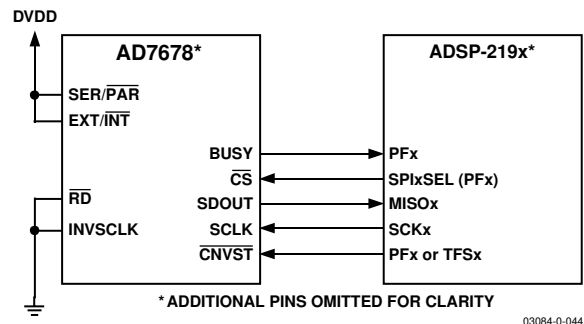 DVDD
AD7678*
ADSP-219x*
SER/PAR
EXT/INT
BUSY
PFx
CS
SPIxSEL (PFx)
RD
SDOUT
MISOx
INVSCLK
SCLK
SCKx
CNVST
PFx or TFSx
* ADDITIONAL PINS OMITTED FOR CLARITY
03084-0-044